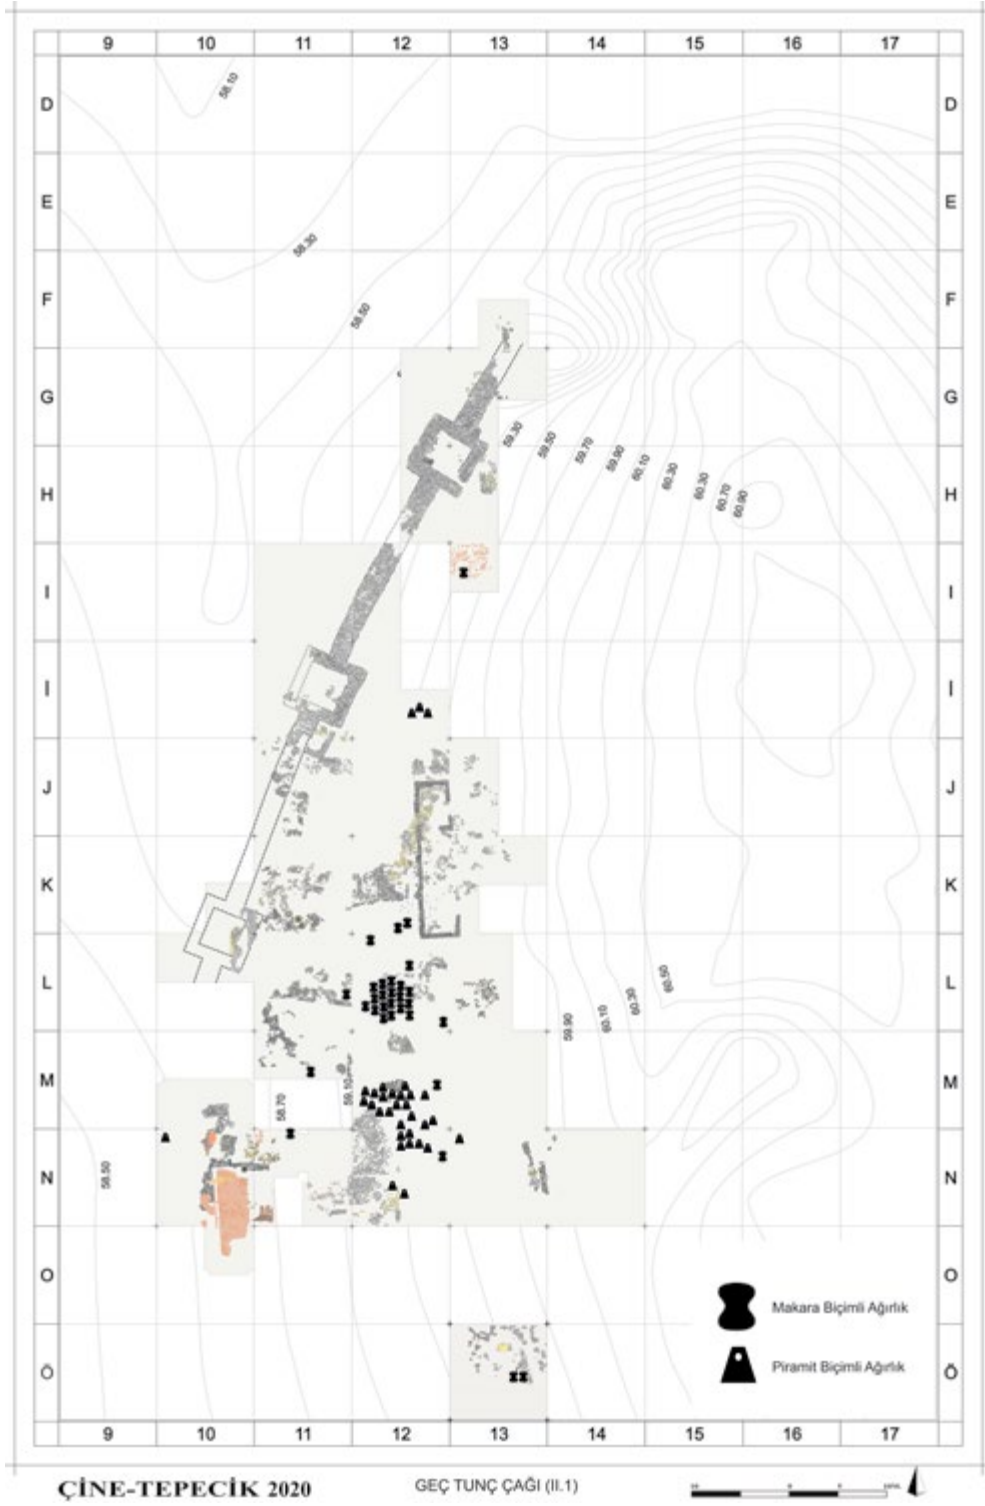 9 10 11 12 13 14 15 16 17
D D
E E
F F
G G
H H
I I
I I
J J
K K
L L
M M
N N
O O
Ö Ö
58.10
58.30
58.50
59.30
59.50
59.70
59.90
60.10
60.30
60.30
60.70
60.90
60.50
60.30
60.10
59.90
59.10
58.70
58.50
Makara Biçimli Ağırlık
Piramit Biçimli Ağırlık
9 10 11 12 13 14 15 16 17
ÇİNE-TEPECİK 2020
GEÇ TUNÇ ÇAĞI (II.1)